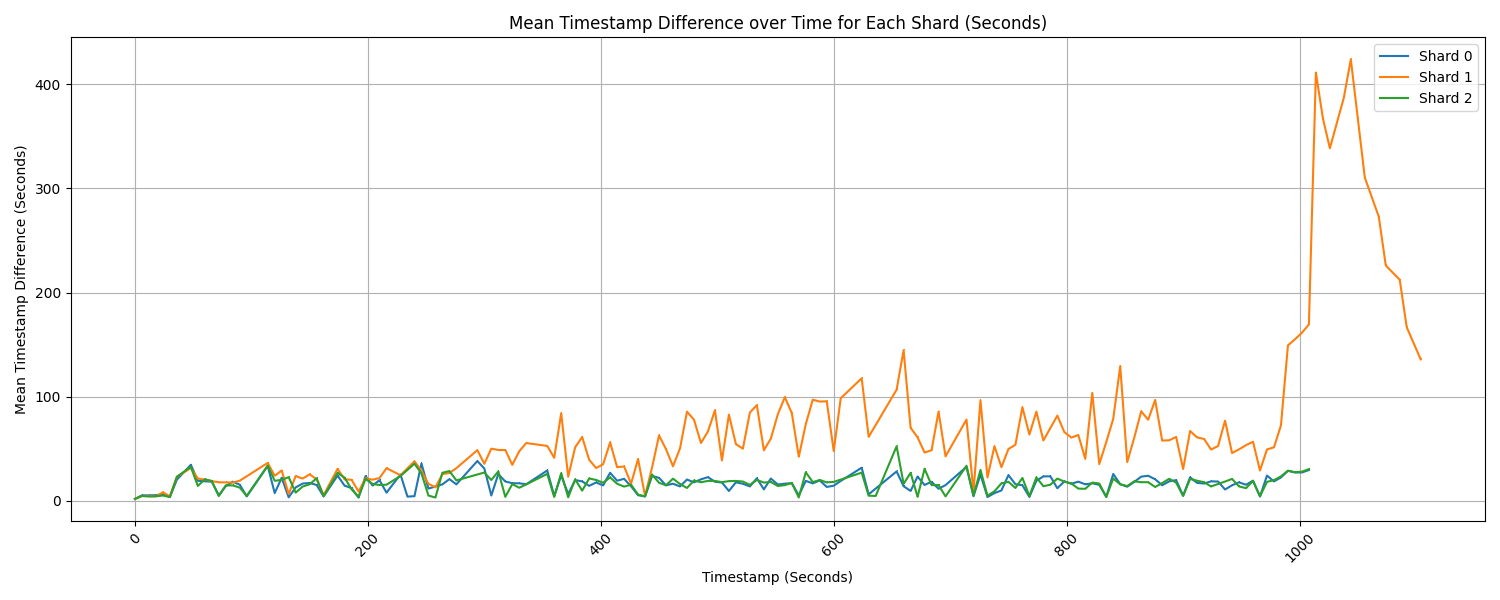 Mean Timestamp Difference over Time for Each Shard (Seconds)
Shard 0
Shard 1
Shard 2
Mean Timestamp Difference (Seconds)
400
300
200
100
0
0
200
400
600
800
1000
Timestamp (Seconds)